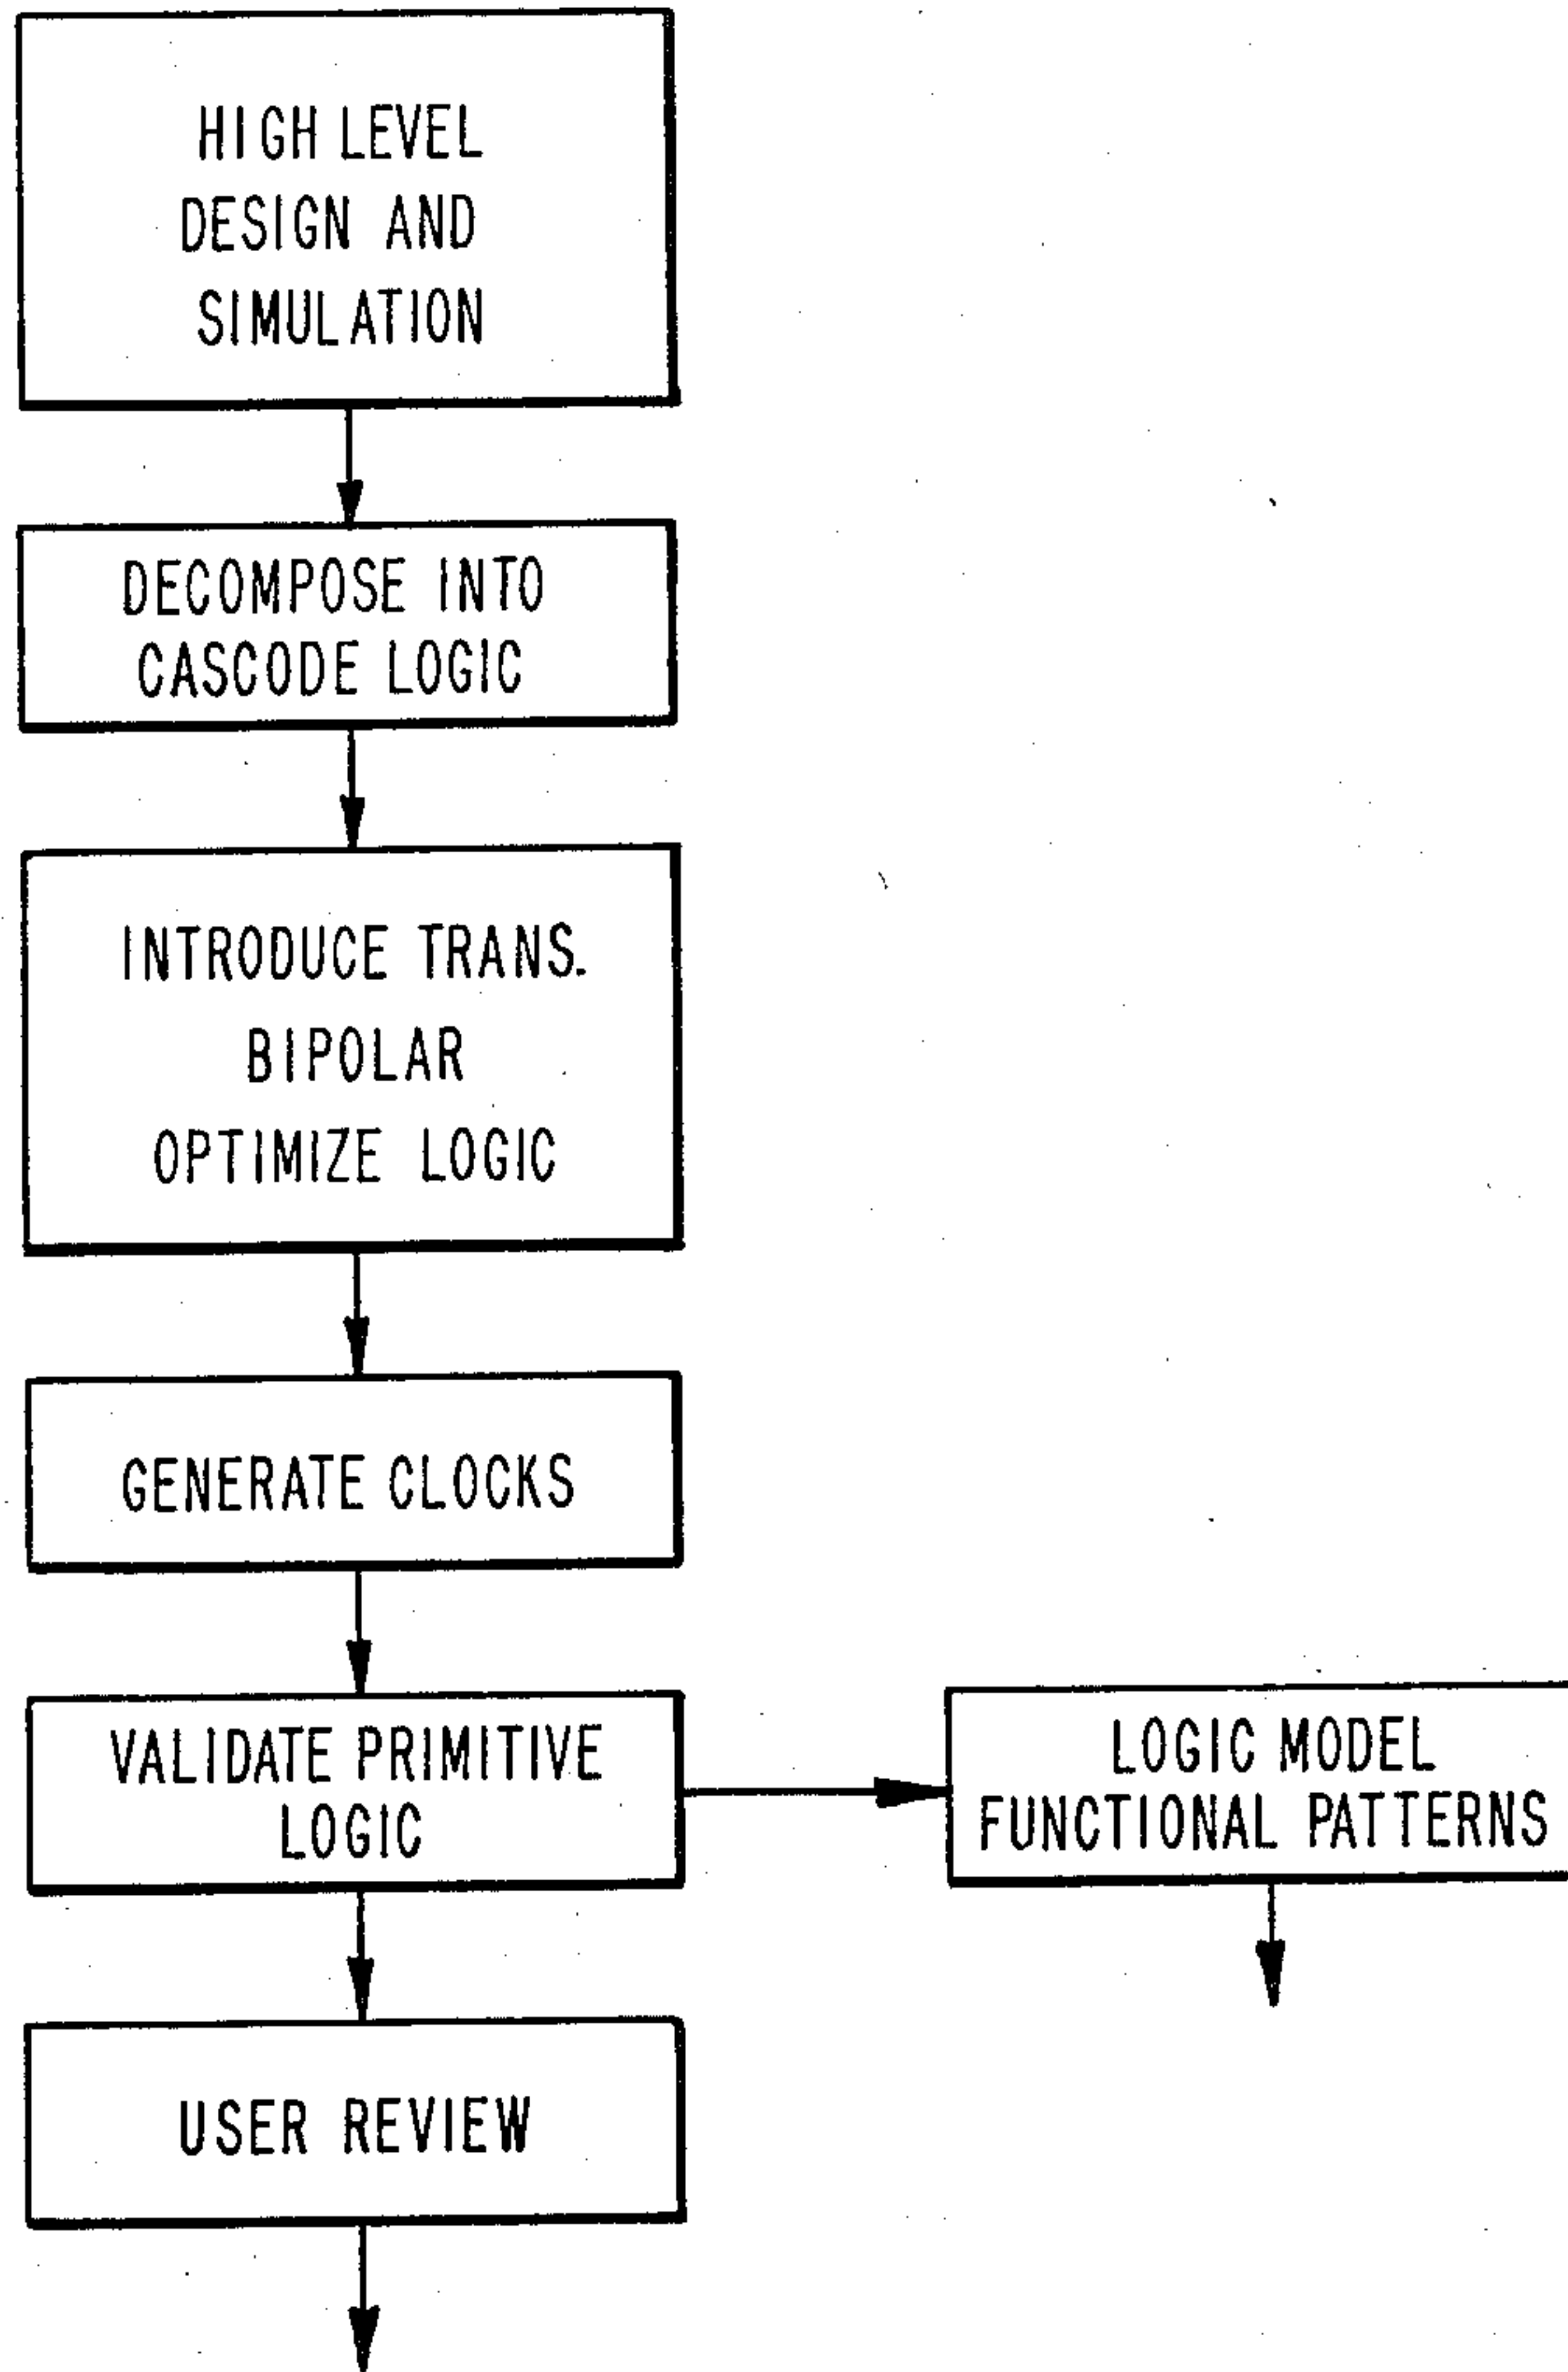 HIGH LEVEL
DESIGN AND
SIMULATION
DECOMPOSE INTO
CASCODE LOGIC
INTRODUCE TRANS.
BIPOLAR
OPTIMIZE LOGIC
GENERATE CLOCKS
VALIDATE PRIMITIVE
LOGIC
LOGIC MODEL
FUNCTIONAL PATTERNS
USER REVIEW